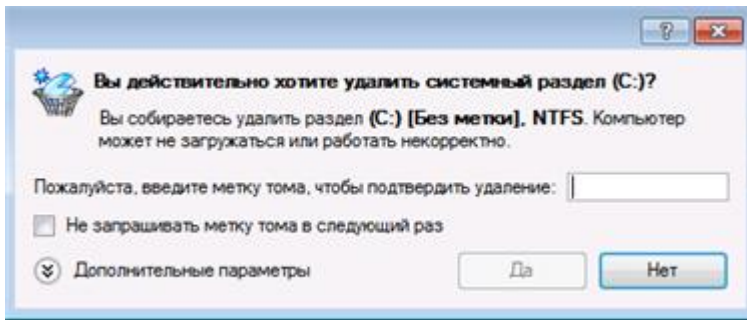 Вы действительно хотите удалить системный раздел (C:)?
Вы собираетесь удалить раздел (C:) [Без метки], NTFS. Компьютер
может не загружаться или работать некорректно.
Пожалуйста, введите метку тома, чтобы подтвердить удаление:
Не запрашивать метку тома в следующий раз
Дополнительные параметры
Да
Нет